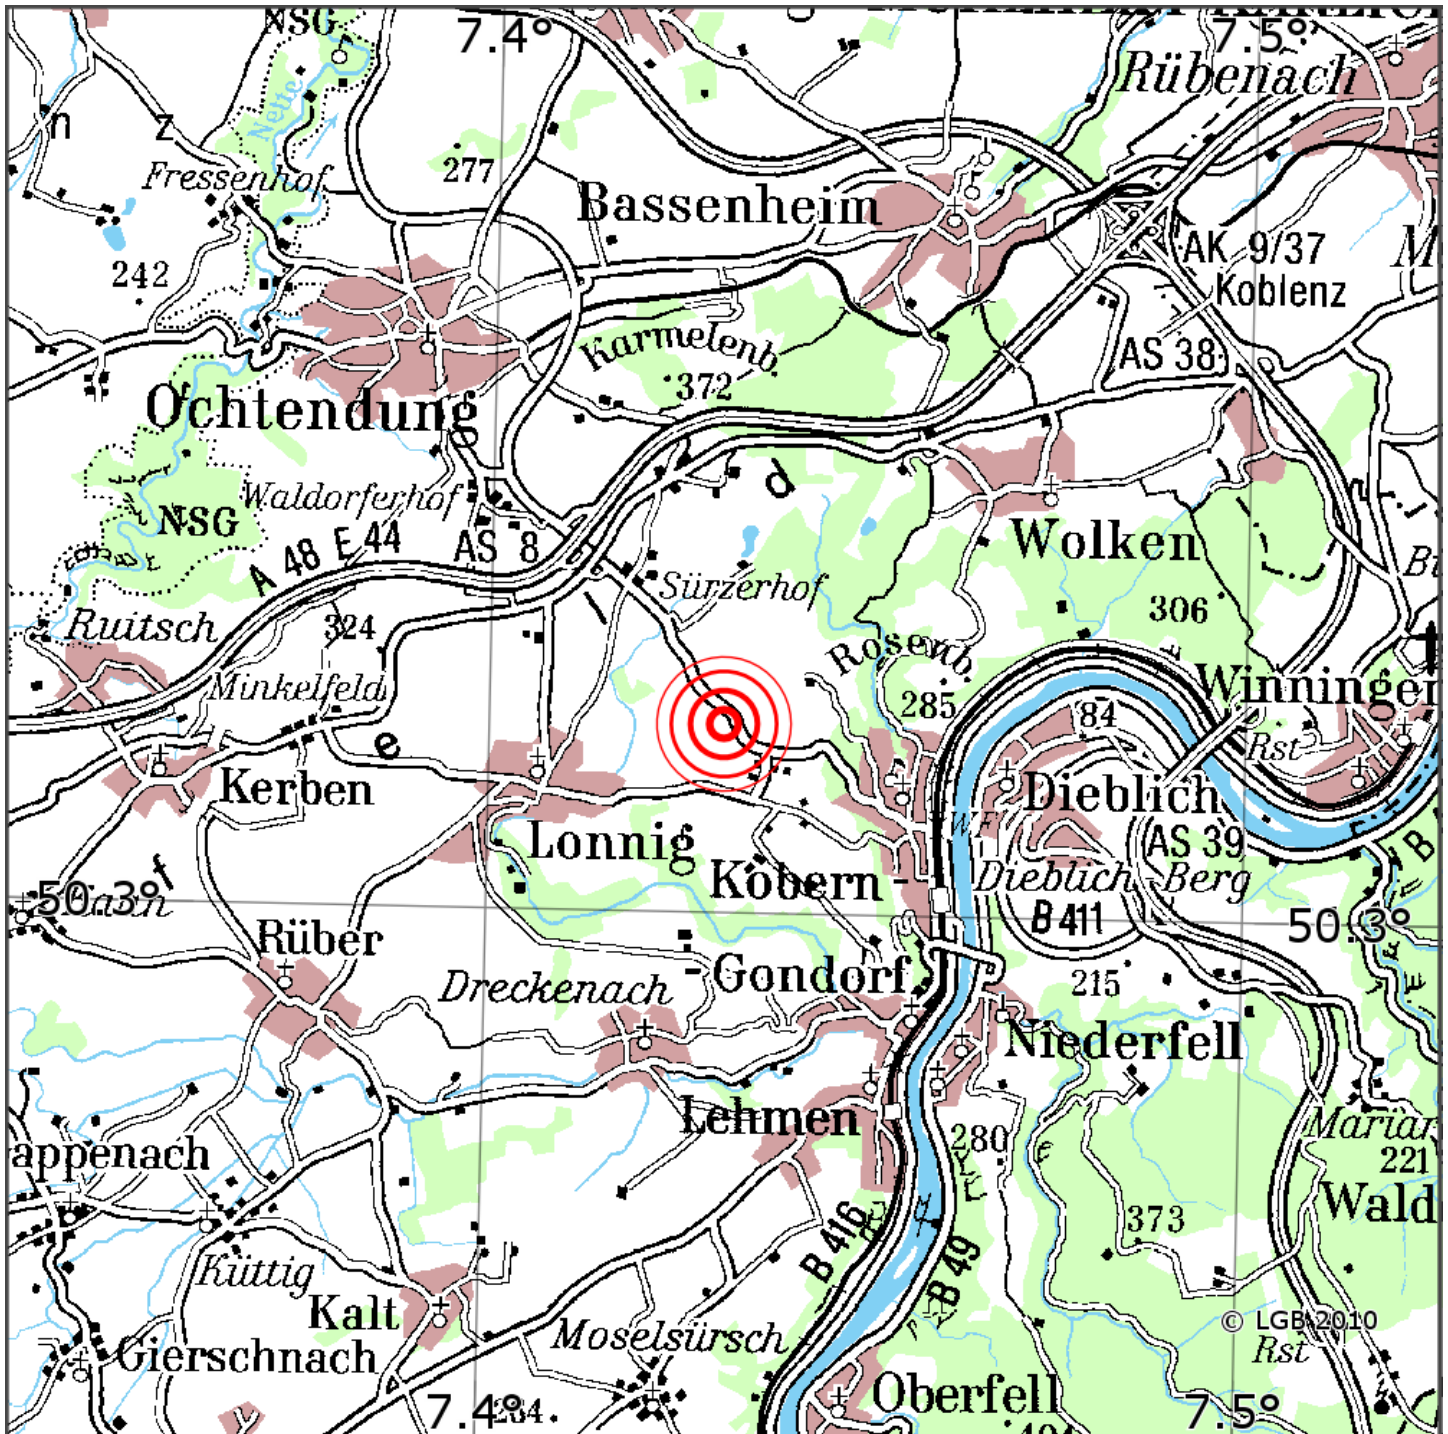 NSG
7.4°
7.5°
Rübenach
n
z
Nette
277
Fressenhof
Bassenheim
242
AK 9/37
Koblenz
M
Karmelenb.
372
AS 38
Ochtendung
Waldorferhof
d
NSG
A 48 E 44
AS 8
Wolken
l
Sürzerhof
306
Ruitsch
324
Rosenb.
Minkelfeld
285
Winningen
84
Rst
e
Kerben
Dieblich
Lonnig
AS 39
B
f
Kobern -
Dieblich
Berg
50.3°
B 411
50.3°
Rüber
- Gondorf
215
Dreckenach
Niederfell
Lehmen
280
appenach
Marian
221
Wald
B 416
373
Küttig
B 49
Kalt
© LGB 2010
Moselsürsch
Rst
Gierschnach
Oberfell
7.4°
7.5°